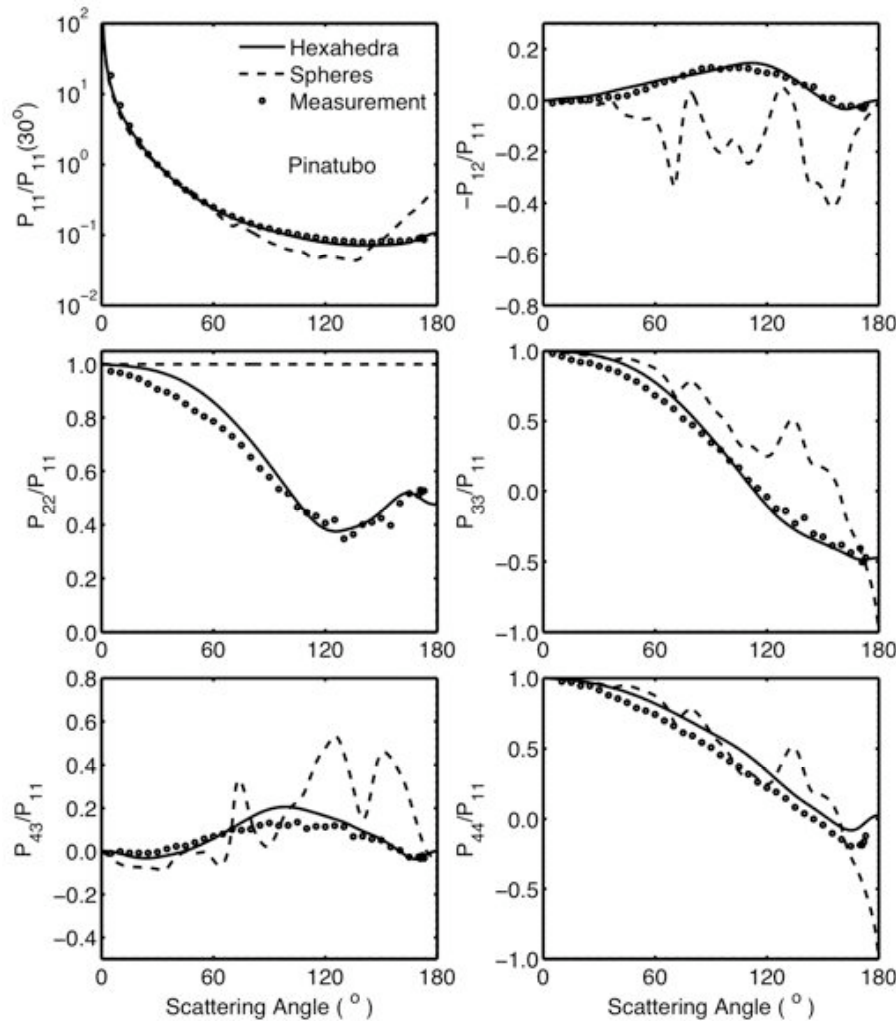 10²
10¹
10⁰
10⁻¹
10⁻²
P₁₁/P₁₁(30°)
Hexahedra
Spheres
Measurement
Pinatubo
0 60 120 180
0.2
0.0
−0.2
−0.4
−0.6
−0.8
-P₁₂/P₁₁
0 60 120 180
1.0
0.8
0.6
0.4
0.2
0.0
P₂₂/P₁₁
0 60 120 180
1.0
0.5
0.0
−0.5
−1.0
P₃₃/P₁₁
0 60 120 180
0.8
0.6
0.4
0.2
0.0
−0.2
−0.4
P₄₃/P₁₁
0 60 120 180
Scattering Angle ( °)
1.0
0.5
0.0
−0.5
−1.0
P₄₄/P₁₁
0 60 120 180
Scattering Angle ( °)